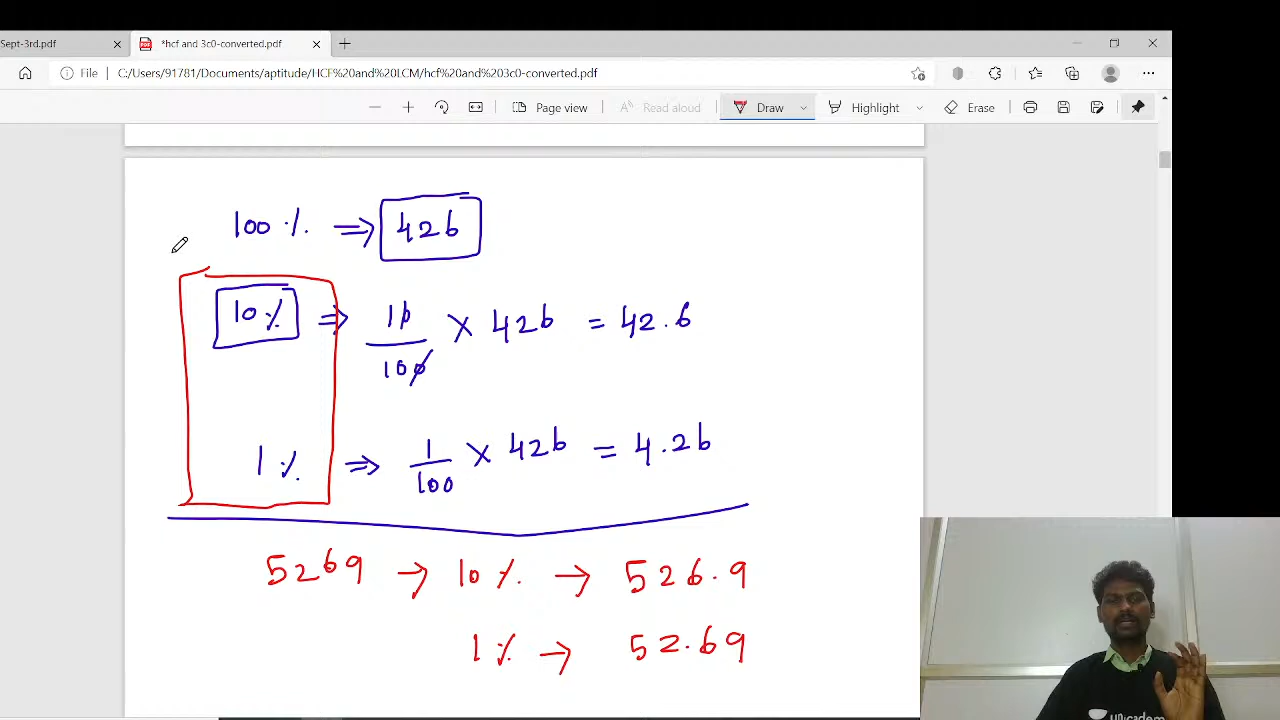 Sept-3rd.pdf
*hcf and 3c0-converted.pdf
File C:/Users/91781/Documents/aptitude/HCF%20and%20LCM/hcf%20and%203c0-converted.pdf
Page view Read aloud Draw Highlight Erase
100 % ⇒ 426
10% ⇒ 10/100 × 426 = 42.6
1 % ⇒ 1/100 × 426 = 4.26
5269 → 10 % → 526.9
1 % → 52.69
unacadem